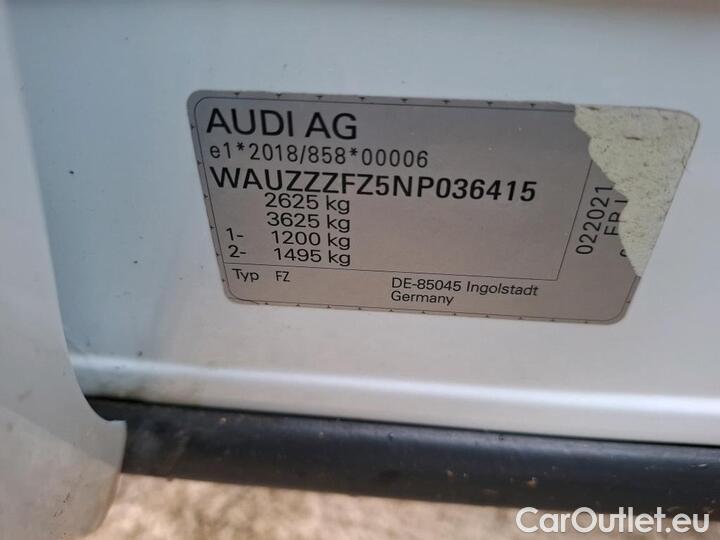 AUDI AG
e1*2018/858*00006
WAUZZZFZ5NP036415
2625 kg
3625 kg
1- 1200 kg
2- 1495 kg
Typ FZ
DE-85045 Ingolstadt
Germany
022021
CarOutlet.eu